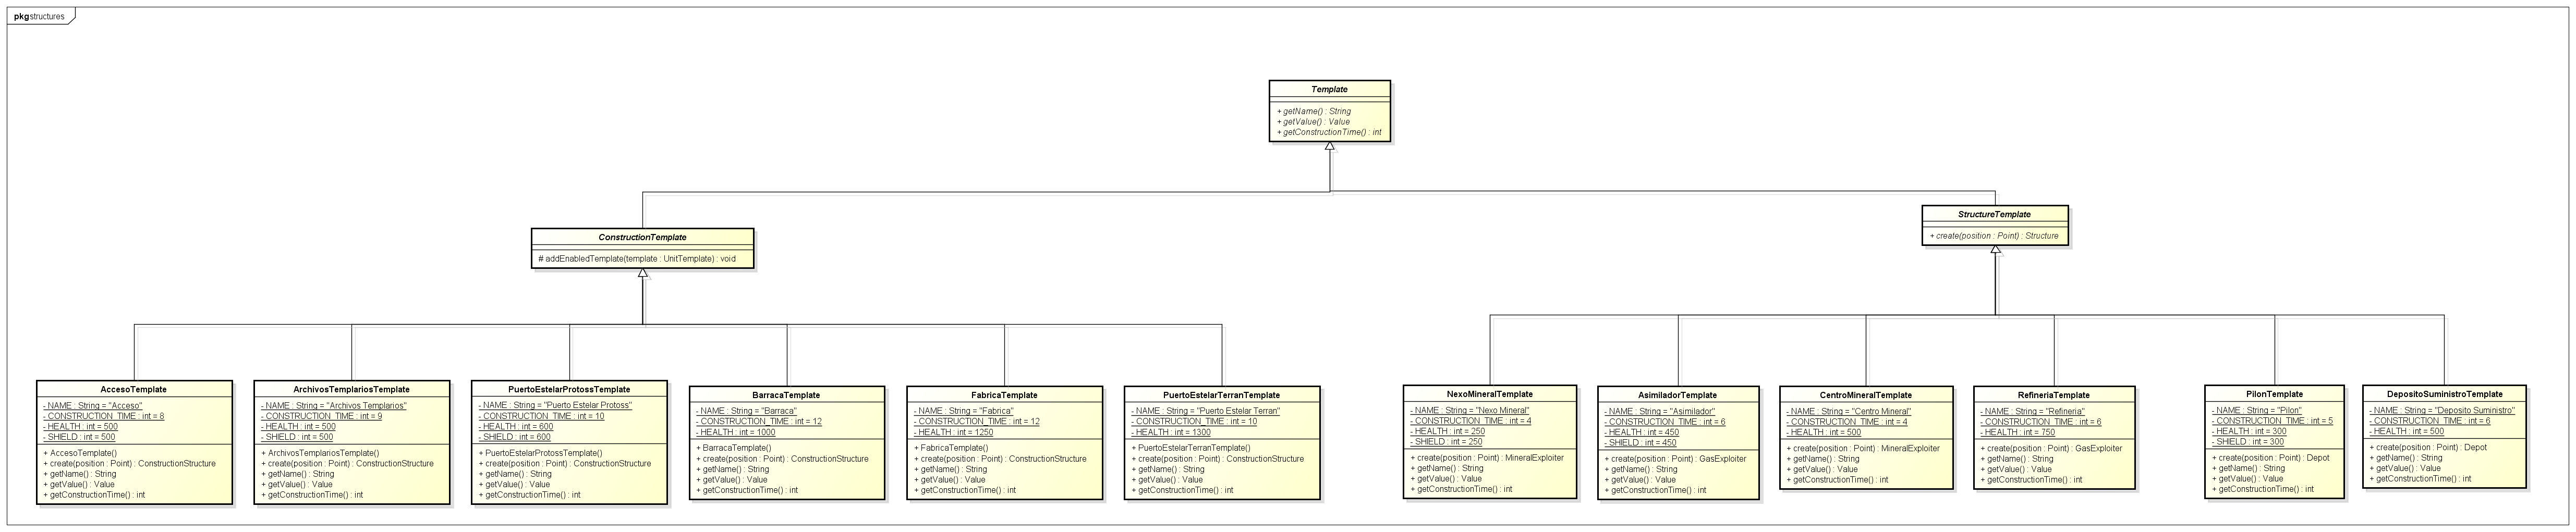 pkg structures
Template
+ getName() : String
+ getValue() : Value
+ getConstructionTime() : int
ConstructionTemplate
# addEnabledTemplate(template : UnitTemplate) : void
StructureTemplate
+ create(position : Point) : Structure
AccesoTemplate
- NAME : String = "Acceso"
- CONSTRUCTION_TIME : int = 8
- HEALTH : int = 500
- SHIELD : int = 500
+ AccesoTemplate()
+ create(position : Point) : ConstructionStructure
+ getName() : String
+ getValue() : Value
+ getConstructionTime() : int
ArchivosTemplariosTemplate
- NAME : String = "Archivos Templarios"
- CONSTRUCTION_TIME : int = 9
- HEALTH : int = 500
- SHIELD : int = 500
+ ArchivosTemplariosTemplate()
+ create(position : Point) : ConstructionStructure
+ getName() : String
+ getValue() : Value
+ getConstructionTime() : int
PuertoEstelarProtossTemplate
- NAME : String = "Puerto Estelar Protoss"
- CONSTRUCTION_TIME : int = 10
- HEALTH : int = 600
- SHIELD : int = 600
+ PuertoEstelarProtossTemplate()
+ create(position : Point) : ConstructionStructure
+ getName() : String
+ getValue() : Value
+ getConstructionTime() : int
BarracaTemplate
- NAME : String = "Barraca"
- CONSTRUCTION_TIME : int = 12
- HEALTH : int = 1000
+ BarracaTemplate()
+ create(position : Point) : ConstructionStructure
+ getName() : String
+ getValue() : Value
+ getConstructionTime() : int
FabricaTemplate
- NAME : String = "Fabrica"
- CONSTRUCTION_TIME : int = 12
- HEALTH : int = 1250
+ FabricaTemplate()
+ create(position : Point) : ConstructionStructure
+ getName() : String
+ getValue() : Value
+ getConstructionTime() : int
PuertoEstelarTerranTemplate
- NAME : String = "Puerto Estelar Terran"
- CONSTRUCTION_TIME : int = 10
- HEALTH : int = 1300
+ PuertoEstelarTerranTemplate()
+ create(position : Point) : ConstructionStructure
+ getName() : String
+ getValue() : Value
+ getConstructionTime() : int
NexoMineralTemplate
- NAME : String = "Nexo Mineral"
- CONSTRUCTION_TIME : int = 4
- HEALTH : int = 250
- SHIELD : int = 250
+ create(position : Point) : MineralExploiter
+ getName() : String
+ getValue() : Value
+ getConstructionTime() : int
AsimiladorTemplate
- NAME : String = "Asimilador"
- CONSTRUCTION_TIME : int = 6
- HEALTH : int = 450
- SHIELD : int = 450
+ create(position : Point) : GasExploiter
+ getName() : String
+ getValue() : Value
+ getConstructionTime() : int
CentroMineralTemplate
- NAME : String = "Centro Mineral"
- CONSTRUCTION_TIME : int = 4
- HEALTH : int = 500
+ create(position : Point) : MineralExploiter
+ getName() : String
+ getValue() : Value
+ getConstructionTime() : int
RefineriaTemplate
- NAME : String = "Refineria"
- CONSTRUCTION_TIME : int = 6
- HEALTH : int = 750
+ create(position : Point) : GasExploiter
+ getName() : String
+ getValue() : Value
+ getConstructionTime() : int
PilonTemplate
- NAME : String = "Pilon"
- CONSTRUCTION_TIME : int = 5
- HEALTH : int = 300
- SHIELD : int = 300
+ create(position : Point) : Depot
+ getName() : String
+ getValue() : Value
+ getConstructionTime() : int
DepositoSuministroTemplate
- NAME : String = "Deposito Suministro"
- CONSTRUCTION_TIME : int = 6
- HEALTH : int = 500
+ create(position : Point) : Depot
+ getName() : String
+ getValue() : Value
+ getConstructionTime() : int